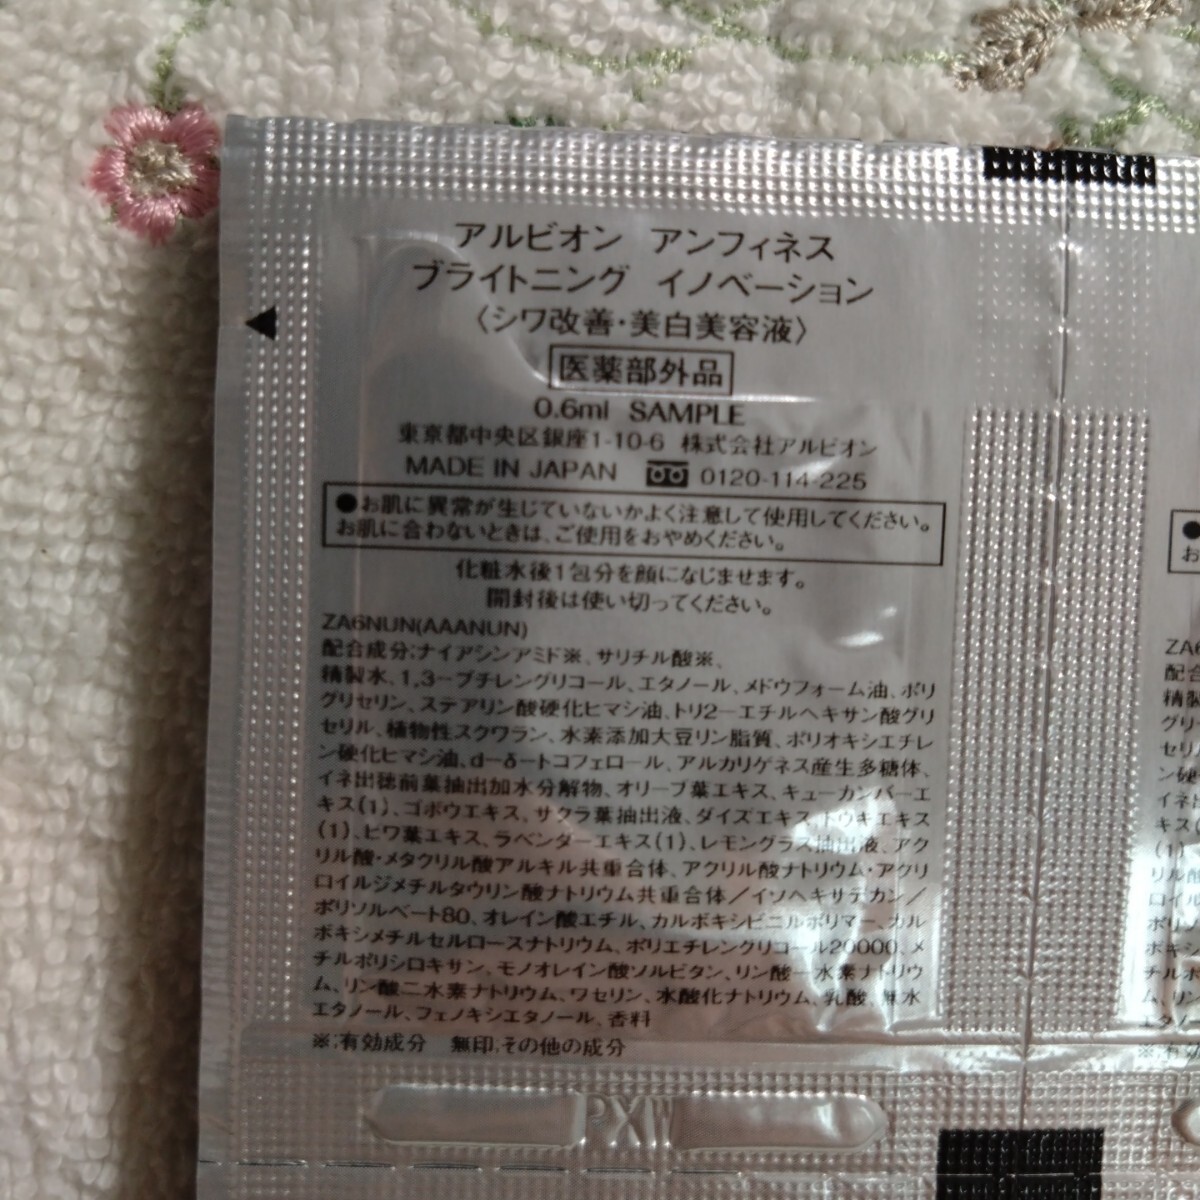 アルビオン アンフィネス
ブライトニング イノベーション
〈シワ改善・美白美容液〉
医薬部外品
0.6ml SAMPLE
東京都中央区銀座1-10-6 株式会社アルビオン
MADE IN JAPAN 0120-114-225
●お肌に異常が生じていないかよく注意して使用してください。
お肌に合わないときは、ご使用をおやめください。
化粧水後1包分を顔になじませます。
開封後は使い切ってください。
ZA6NUN(AAANUN)
配合成分;ナイアシンアミド※、サリチル酸※、
精製水、1,3ーブチレングリコール、エタノール、メドウフォーム油、ポリ
グリセリン、ステアリン酸硬化ヒマシ油、トリ2ーエチルヘキサン酸グリ
セリル、植物性スクワラン、水素添加大豆リン脂質、ポリオキシエチレ
ン硬化ヒマシ油、dーδートコフェロール、アルカリゲネス産生多糖体、
イネ抽出加水分解物、オリーブ葉エキス、キューカンバーエ
キス(1)、ゴボウエキス、サクラ葉抽出液、ダイズエキス、トウキエキス
(1)、ビワ葉エキス、ラベンダーエキス(1)、レモングラス抽出液、アク
リル酸・メタクリル酸アルキル共重合体、アクリル酸ナトリウム・アクリ
ロイルジメチルタウリン酸ナトリウム共重合体／イソヘキサデカン／
ポリソルベート80、オレイン酸エチル、カルボキシビニルポリマー、カル
ボキシメチルセルロースナトリウム、ポリエチレングリコール20000、メ
チルポリシロキサン、モノオレイン酸ソルビタン、リン酸一水素ナトリウ
ム、リン酸二水素ナトリウム、ワセリン、水酸化ナトリウム、乳酸、無水
エタノール、フェノキシエタノール、香料
※;有効成分 無印;その他の成分
PXW